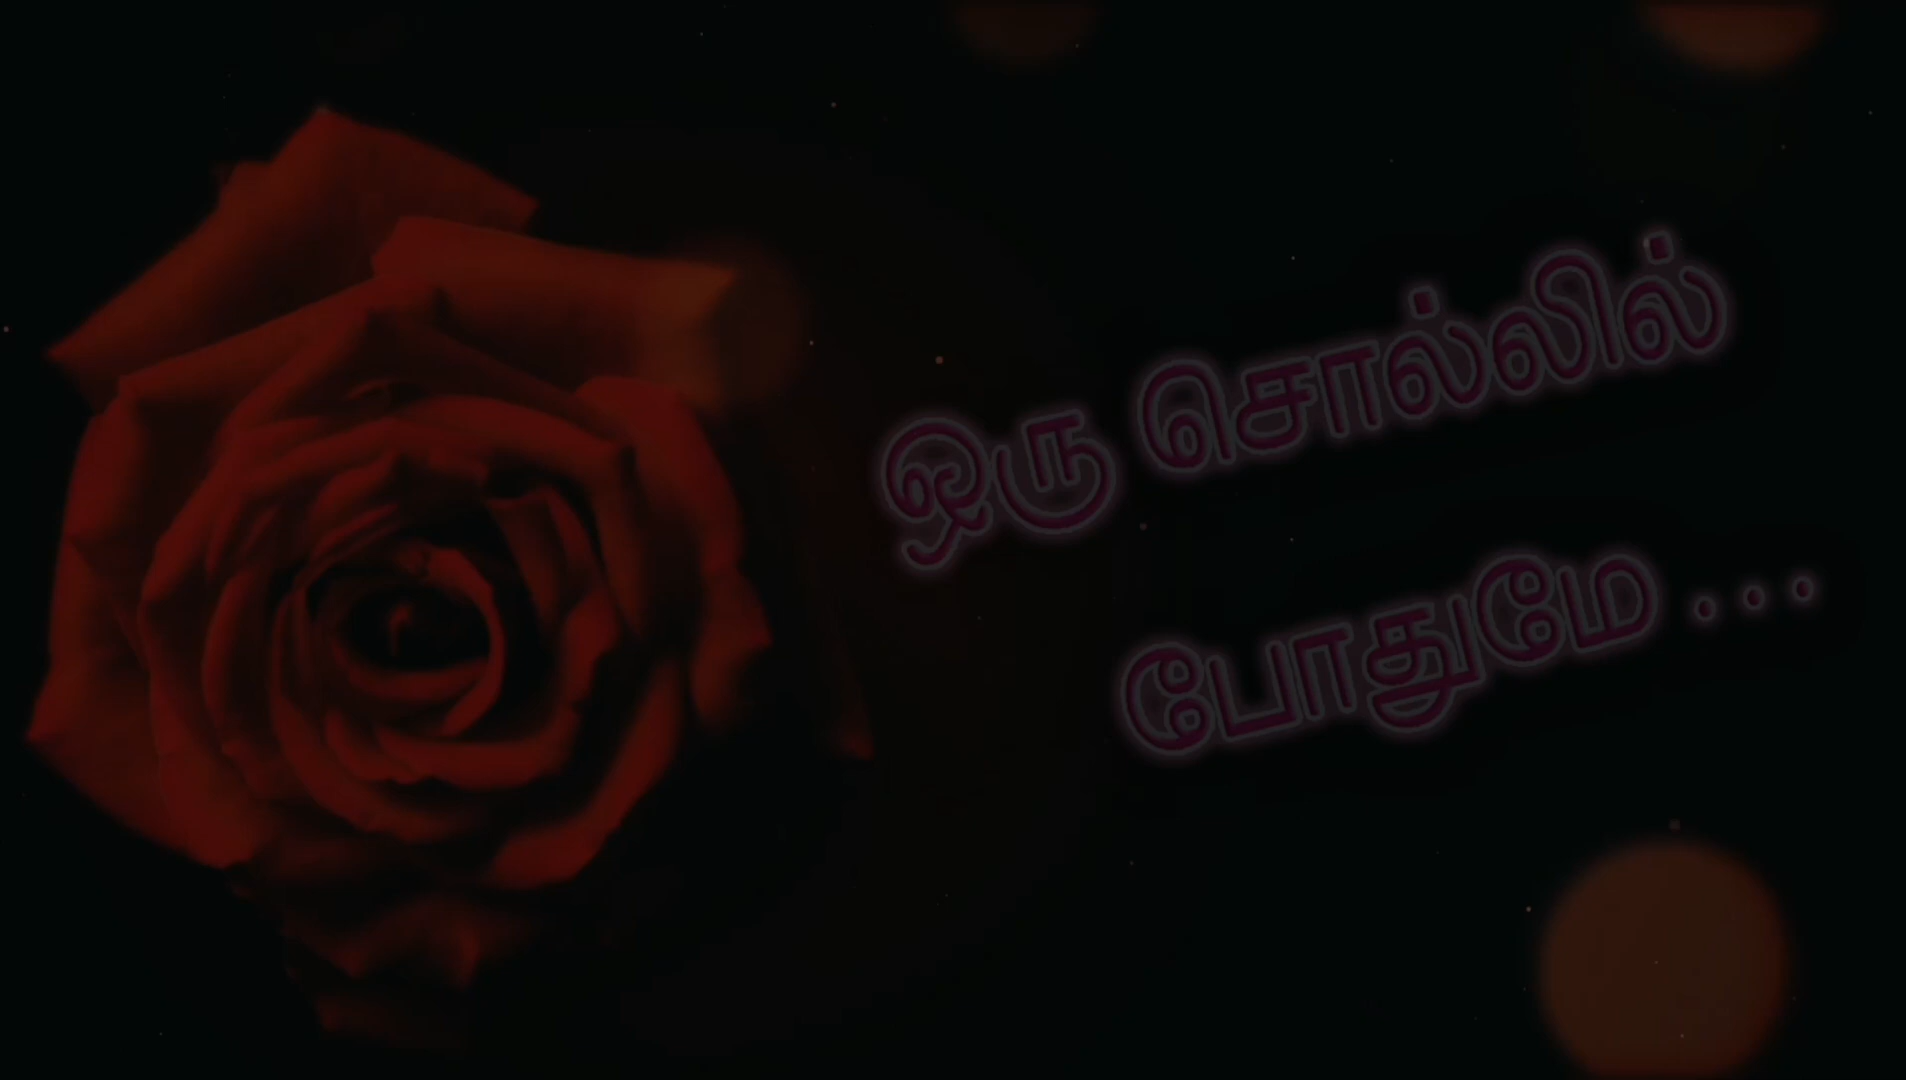 ஒரு சொல்லில்
போதுமே . . .